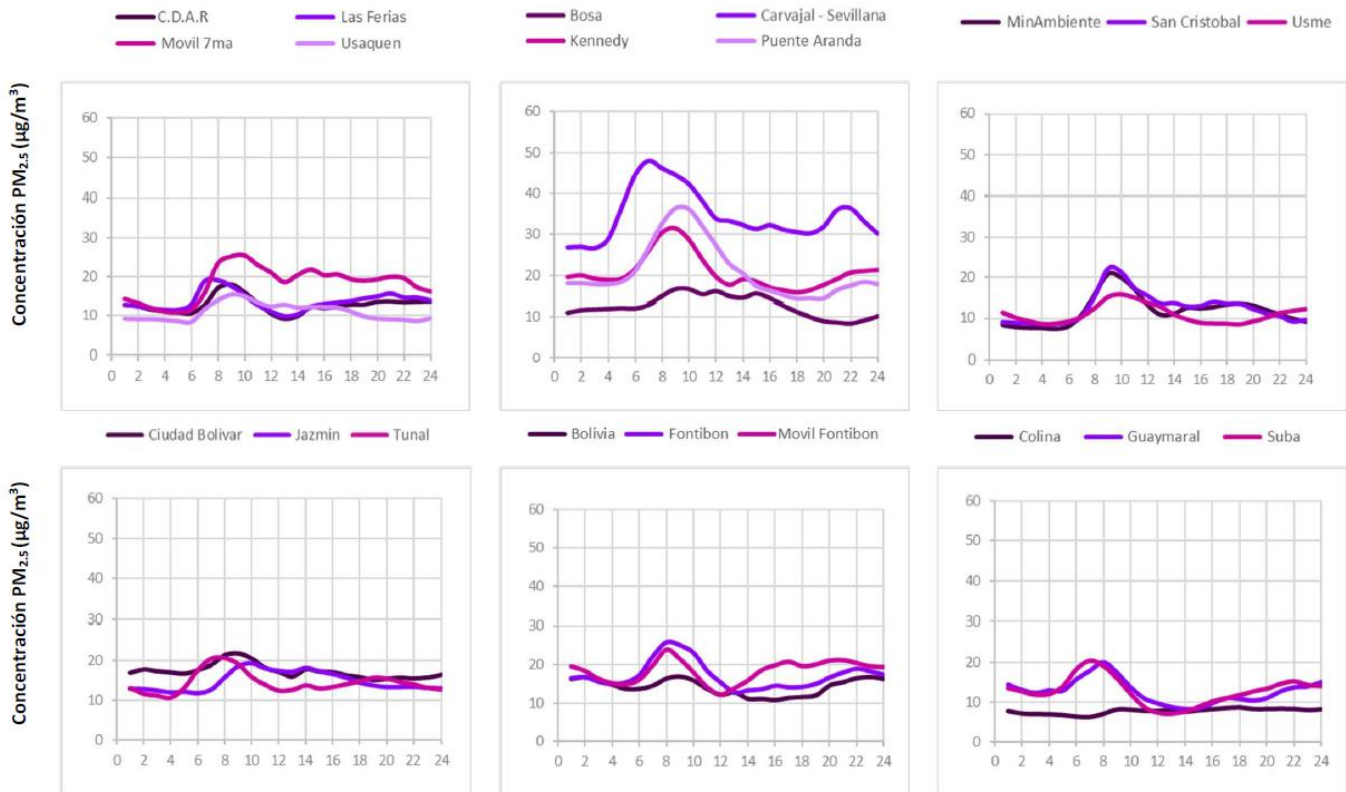 C.D.A.R Las Ferias
Movil 7ma Usaquen
Bosa Carvajal - Sevillana
Kennedy Puente Aranda
MinAmbiente San Cristobal Usme
Concentración PM2.5 (µg/m³)
60
50
40
30
20
10
0
0 2 4 6 8 10 12 14 16 18 20 22 24
60
50
40
30
20
10
0
0 2 4 6 8 10 12 14 16 18 20 22 24
60
50
40
30
20
10
0
0 2 4 6 8 10 12 14 16 18 20 22 24
Ciudad Bolivar Jazmin Tunal
Bolivia Fontibon Movil Fontibon
Colina Guaymaral Suba
Concentración PM2.5 (µg/m³)
60
50
40
30
20
10
0
0 2 4 6 8 10 12 14 16 18 20 22 24
60
50
40
30
20
10
0
0 2 4 6 8 10 12 14 16 18 20 22 24
60
50
40
30
20
10
0
0 2 4 6 8 10 12 14 16 18 20 22 24